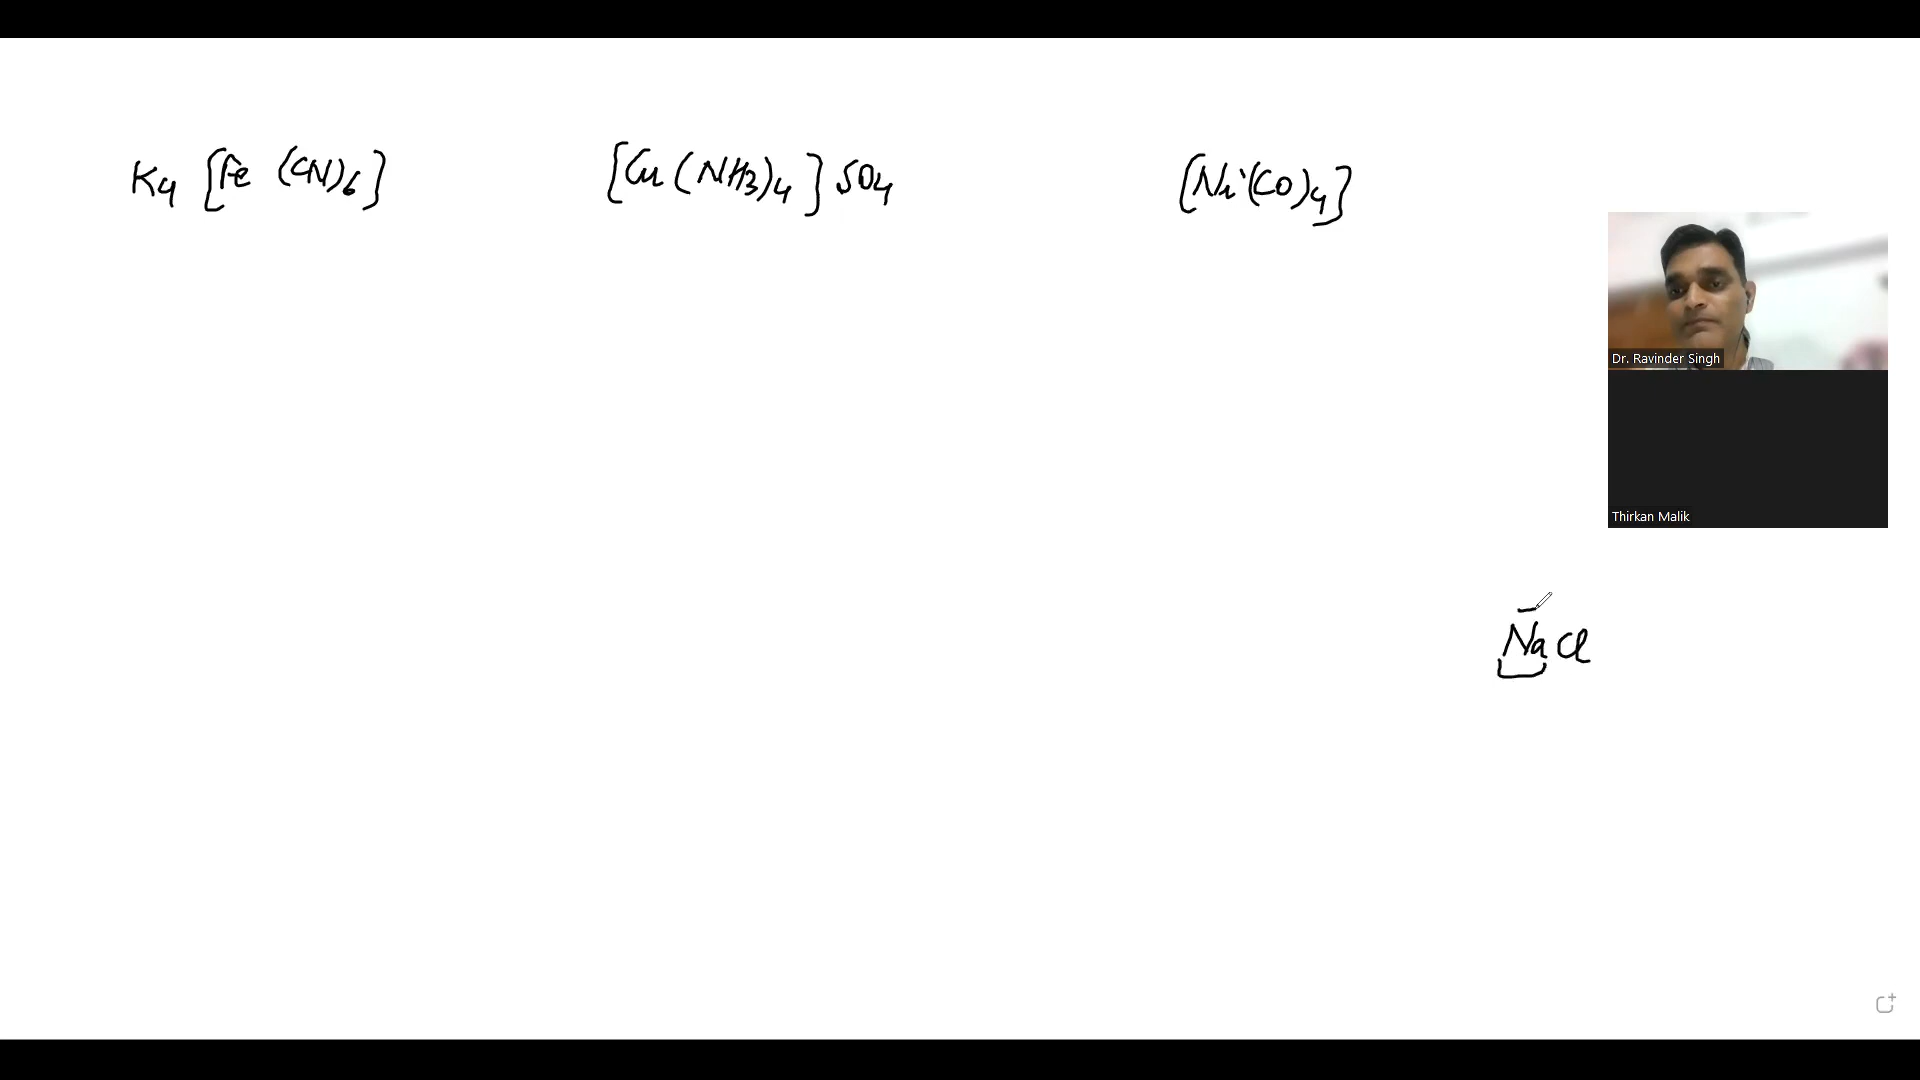 K4 [Fe (CN)6] [Cu (NH3)4] SO4 [Ni (CO)4]
Dr. Ravinder Singh
Thirkan Malik
NaCl